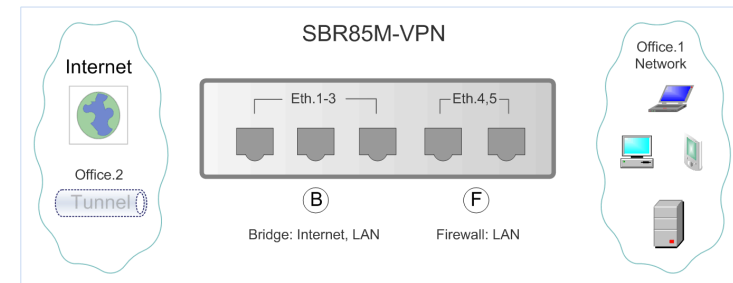 SBR85M-VPN
Internet
Office.2
Tunnel
Eth.1-3
Eth.4,5
B
F
Bridge: Internet, LAN
Firewall: LAN
Office.1
Network